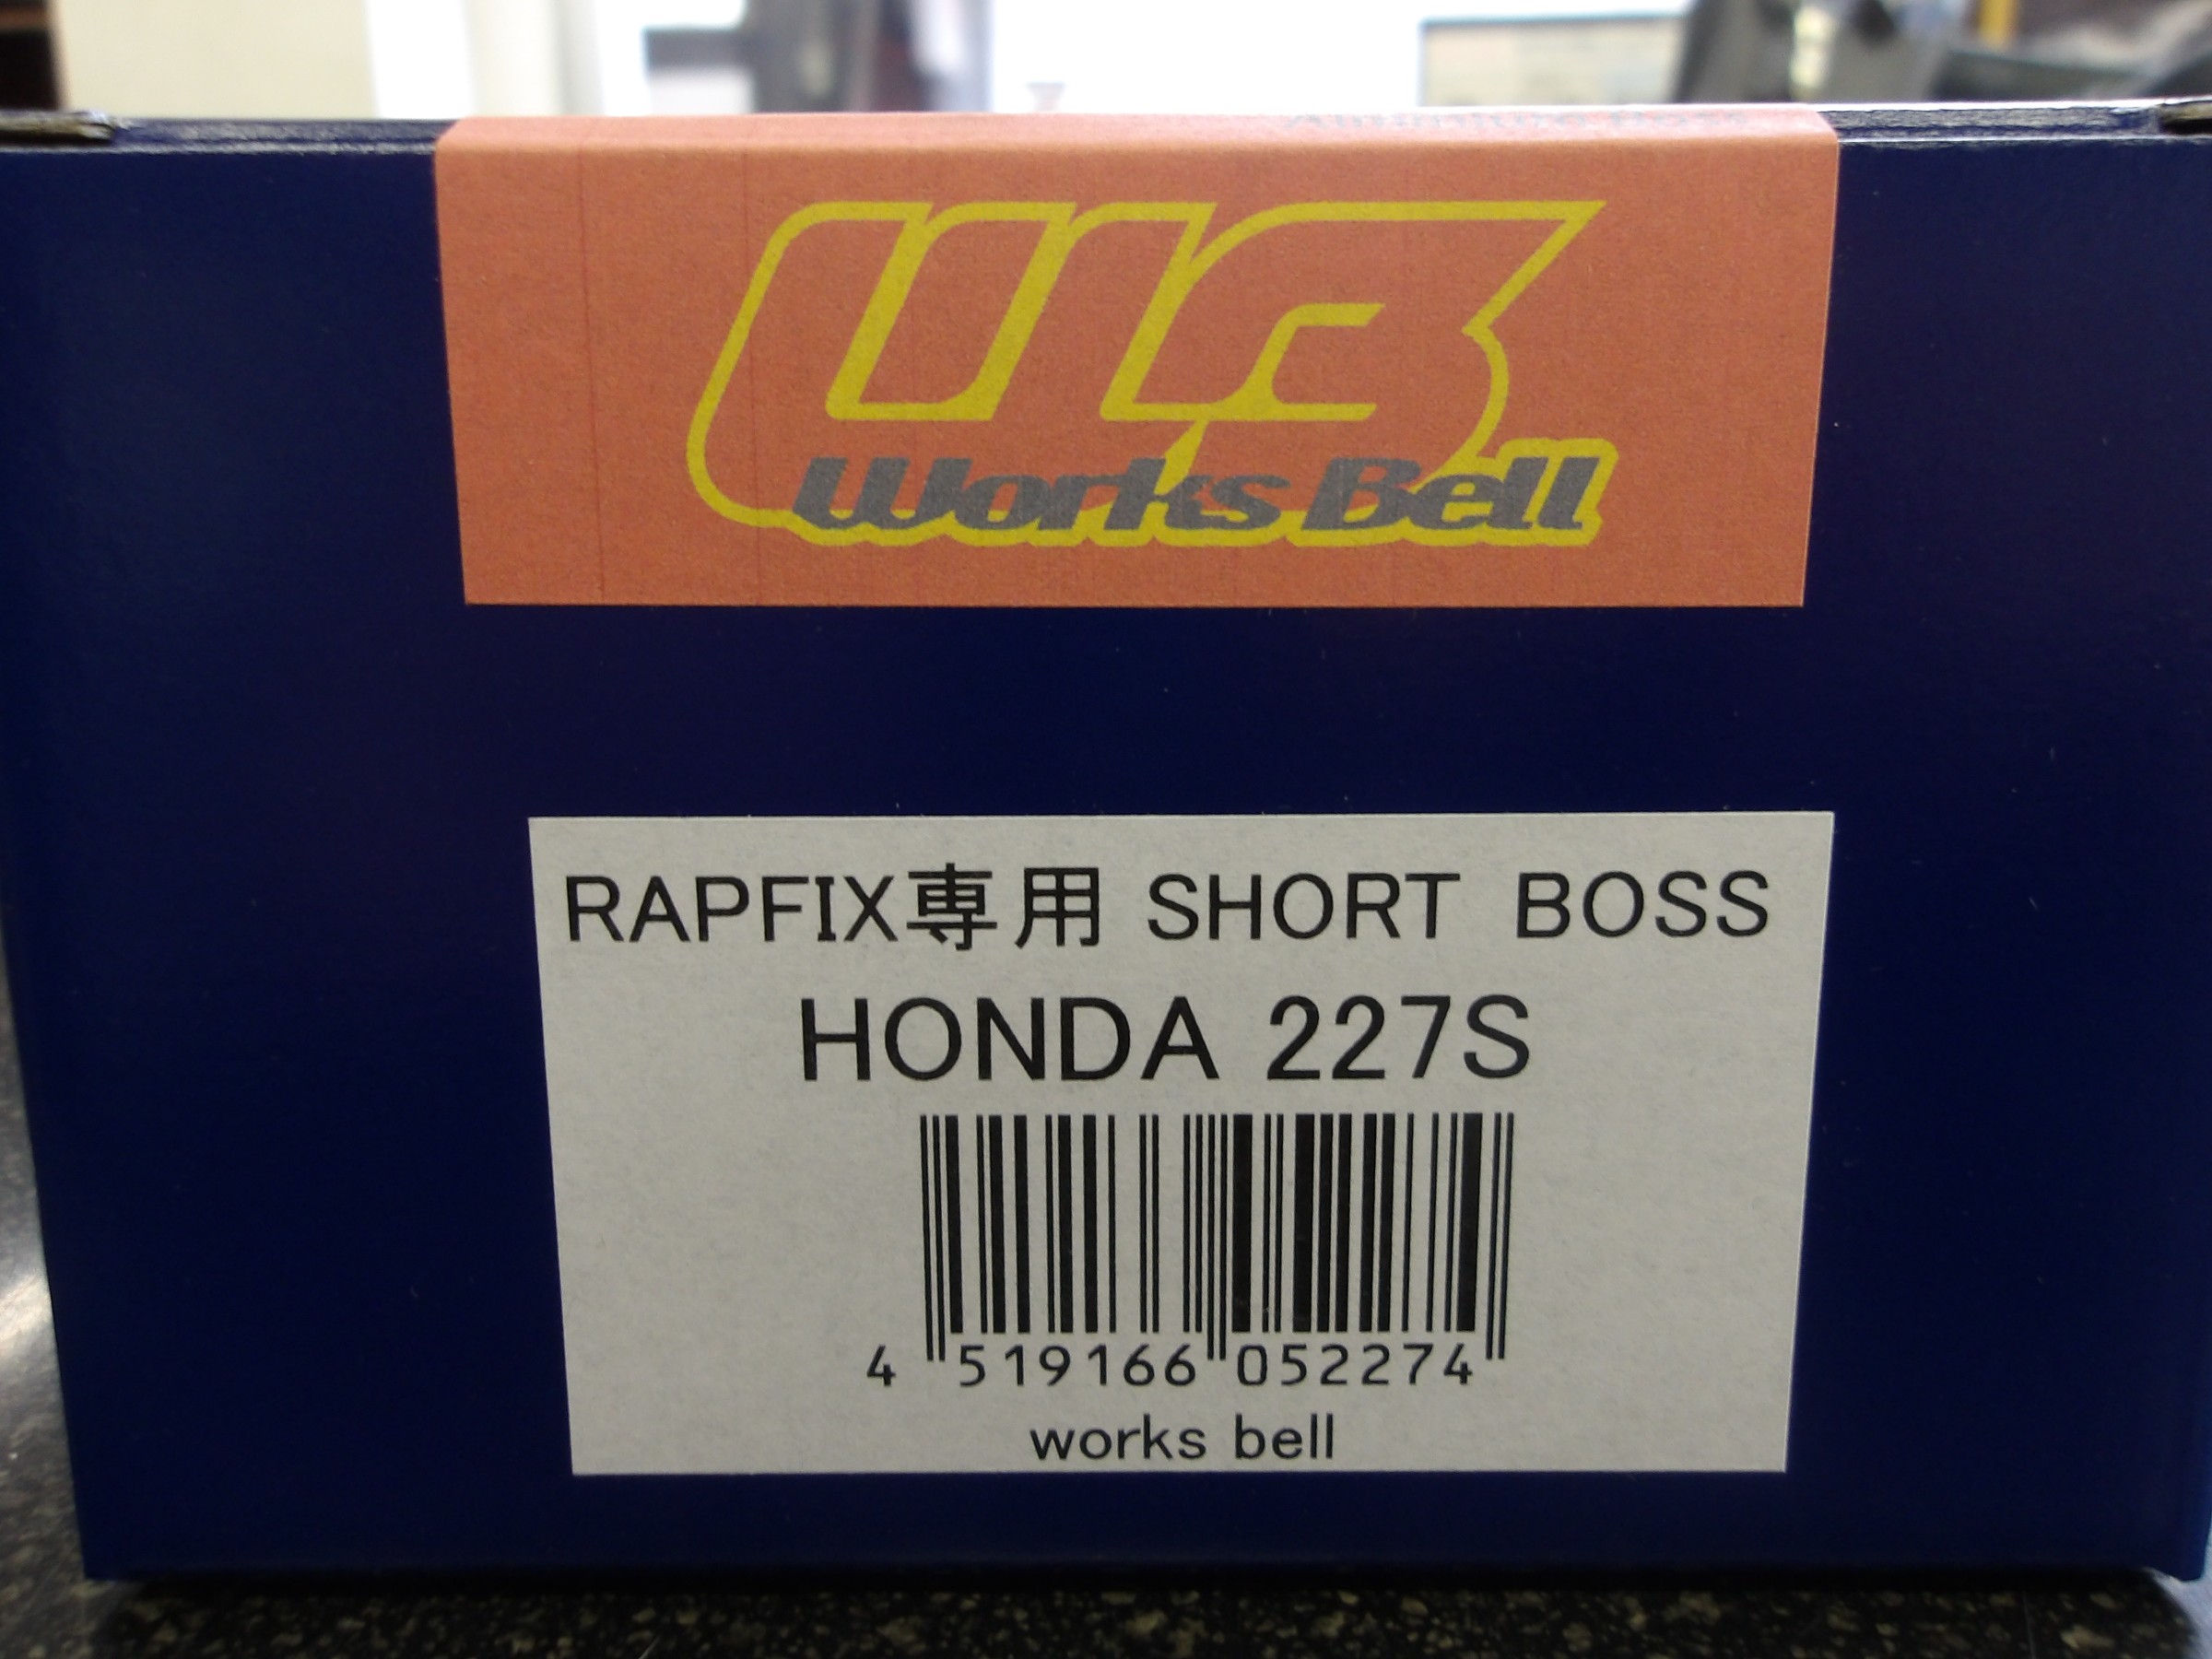 WB
Works Bell
RAPFIX専用 SHORT BOSS
HONDA 227S
4 519166 052274
works bell